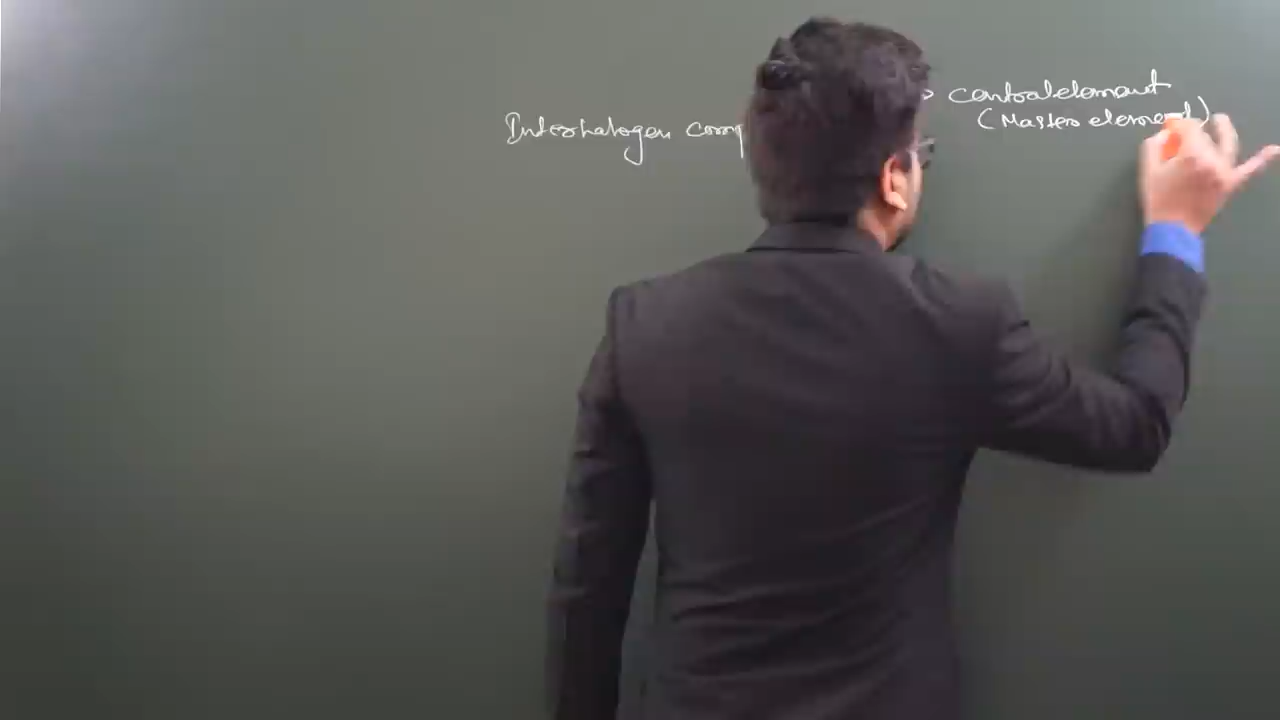 Interhalogen comp
> central element
(Master element)